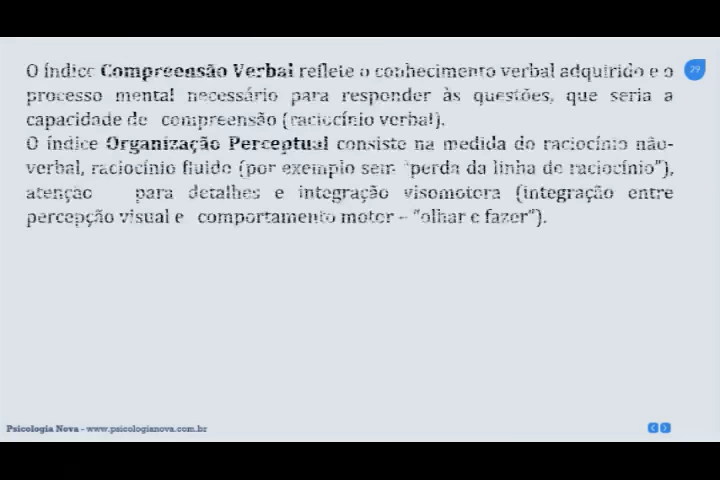 O índice Compreensão Verbal reflete o conhecimento verbal adquirido e o
29
processo mental necessário para responder às questões, que seria a
capacidade de compreensão (raciocínio verbal).
O índice Organização Perceptual consiste na medida do raciocínio não-
verbal, raciocínio fluido (por exemplo sem "perda da linha de raciocínio"),
atenção para detalhes e integração visomotora (integração entre
percepção visual e comportamento motor – "olhar e fazer").
Psicologia Nova - www.psicologianova.com.br